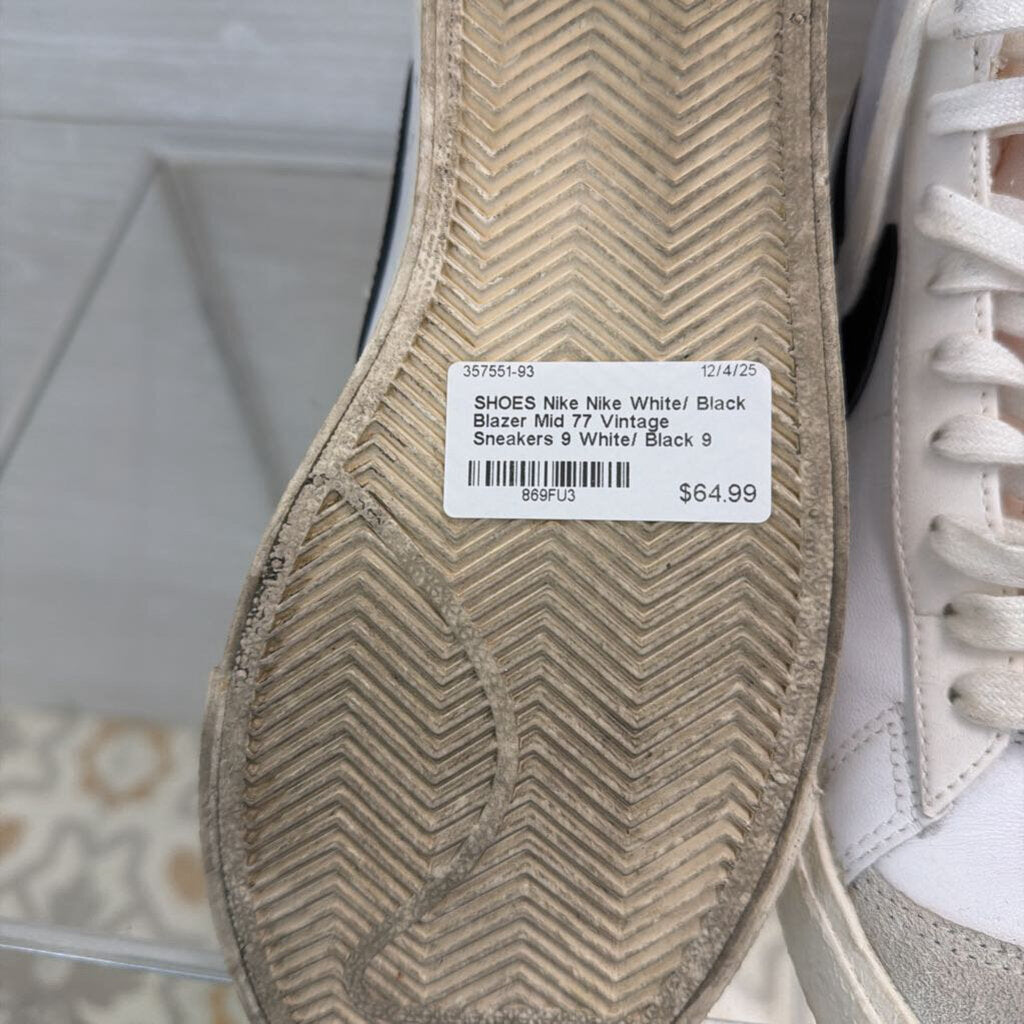 357551-93 12/4/25
SHOES Nike Nike White/ Black
Blazer Mid 77 Vintage
Sneakers 9 White/ Black 9
869FU3 $64.99